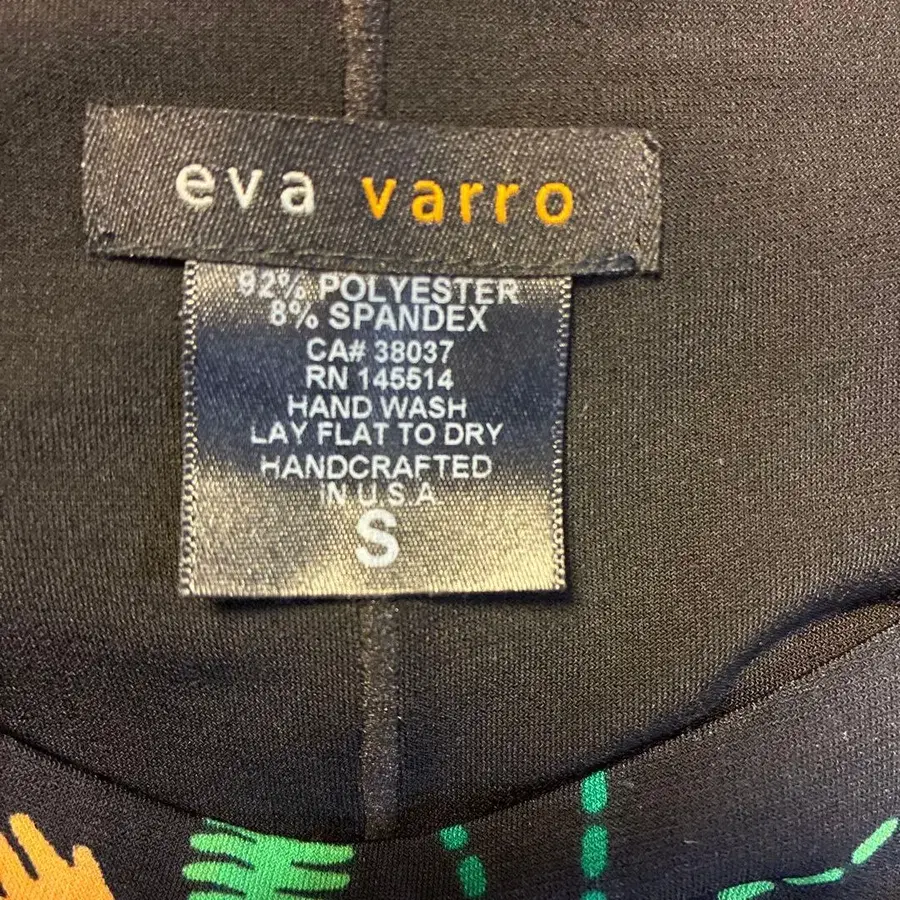 eva varro
92% POLYESTER
8% SPANDEX
CA# 38037
RN 145514
HAND WASH
LAY FLAT TO DRY
HANDCRAFTED
IN U.S.A
S